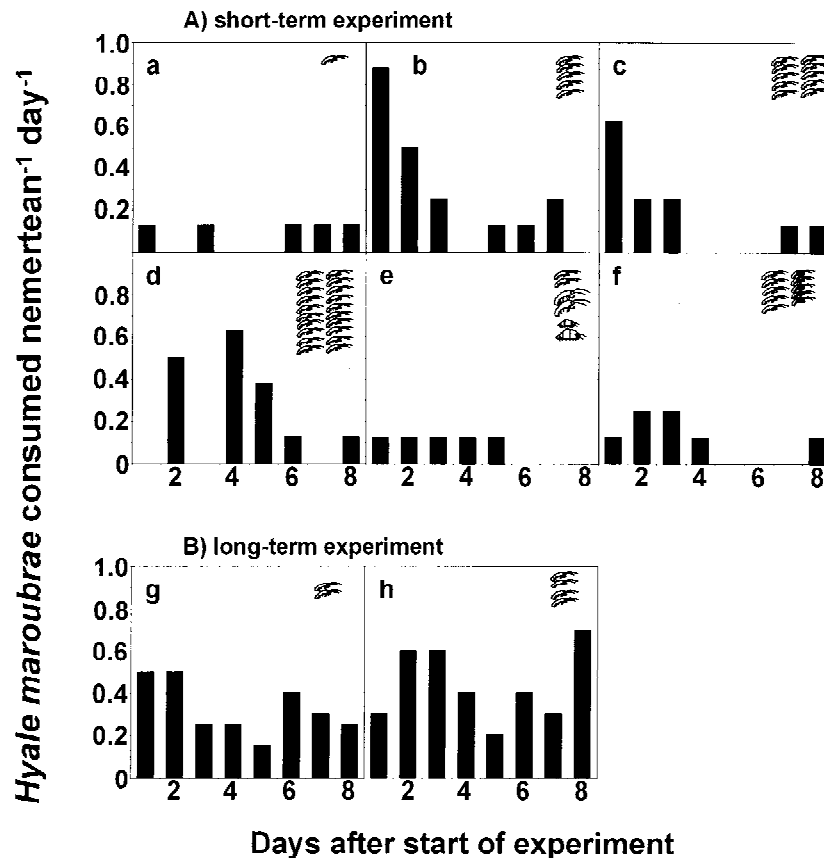 A) short-term experiment
Hyale maroubrae consumed nemertean-1 day-1
1.0
0.8
0.6
0.4
0.2
a
b
c
0.8
0.6
0.4
0.2
0
d
e
f
2 4 6 8 2 4 6 8 2 4 6 8
B) long-term experiment
1.0
0.8
0.6
0.4
0.2
0
g
h
2 4 6 8 2 4 6 8
Days after start of experiment